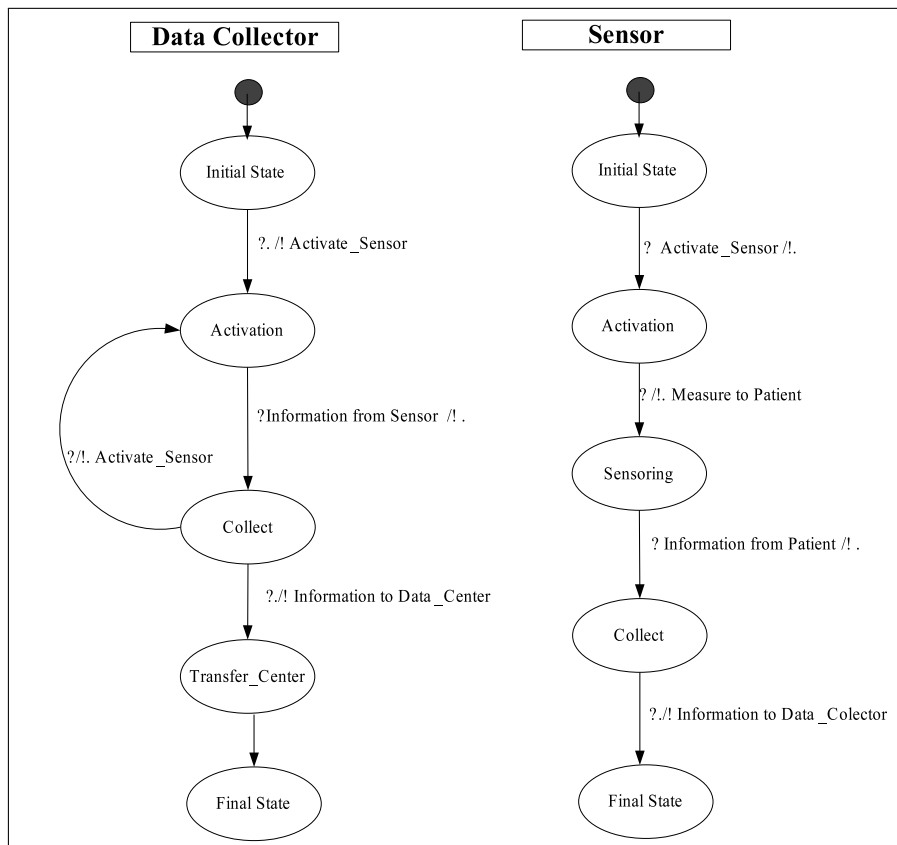 Data Collector
Initial State
?. /! Activate_Sensor
Activation
?Information from Sensor /! .
?/!. Activate_Sensor
Collect
?./! Information to Data_Center
Transfer_Center
Final State
Sensor
Initial State
? Activate_Sensor /!.
Activation
? /!. Measure to Patient
Sensoring
? Information from Patient /! .
Collect
?./! Information to Data_Colector
Final State